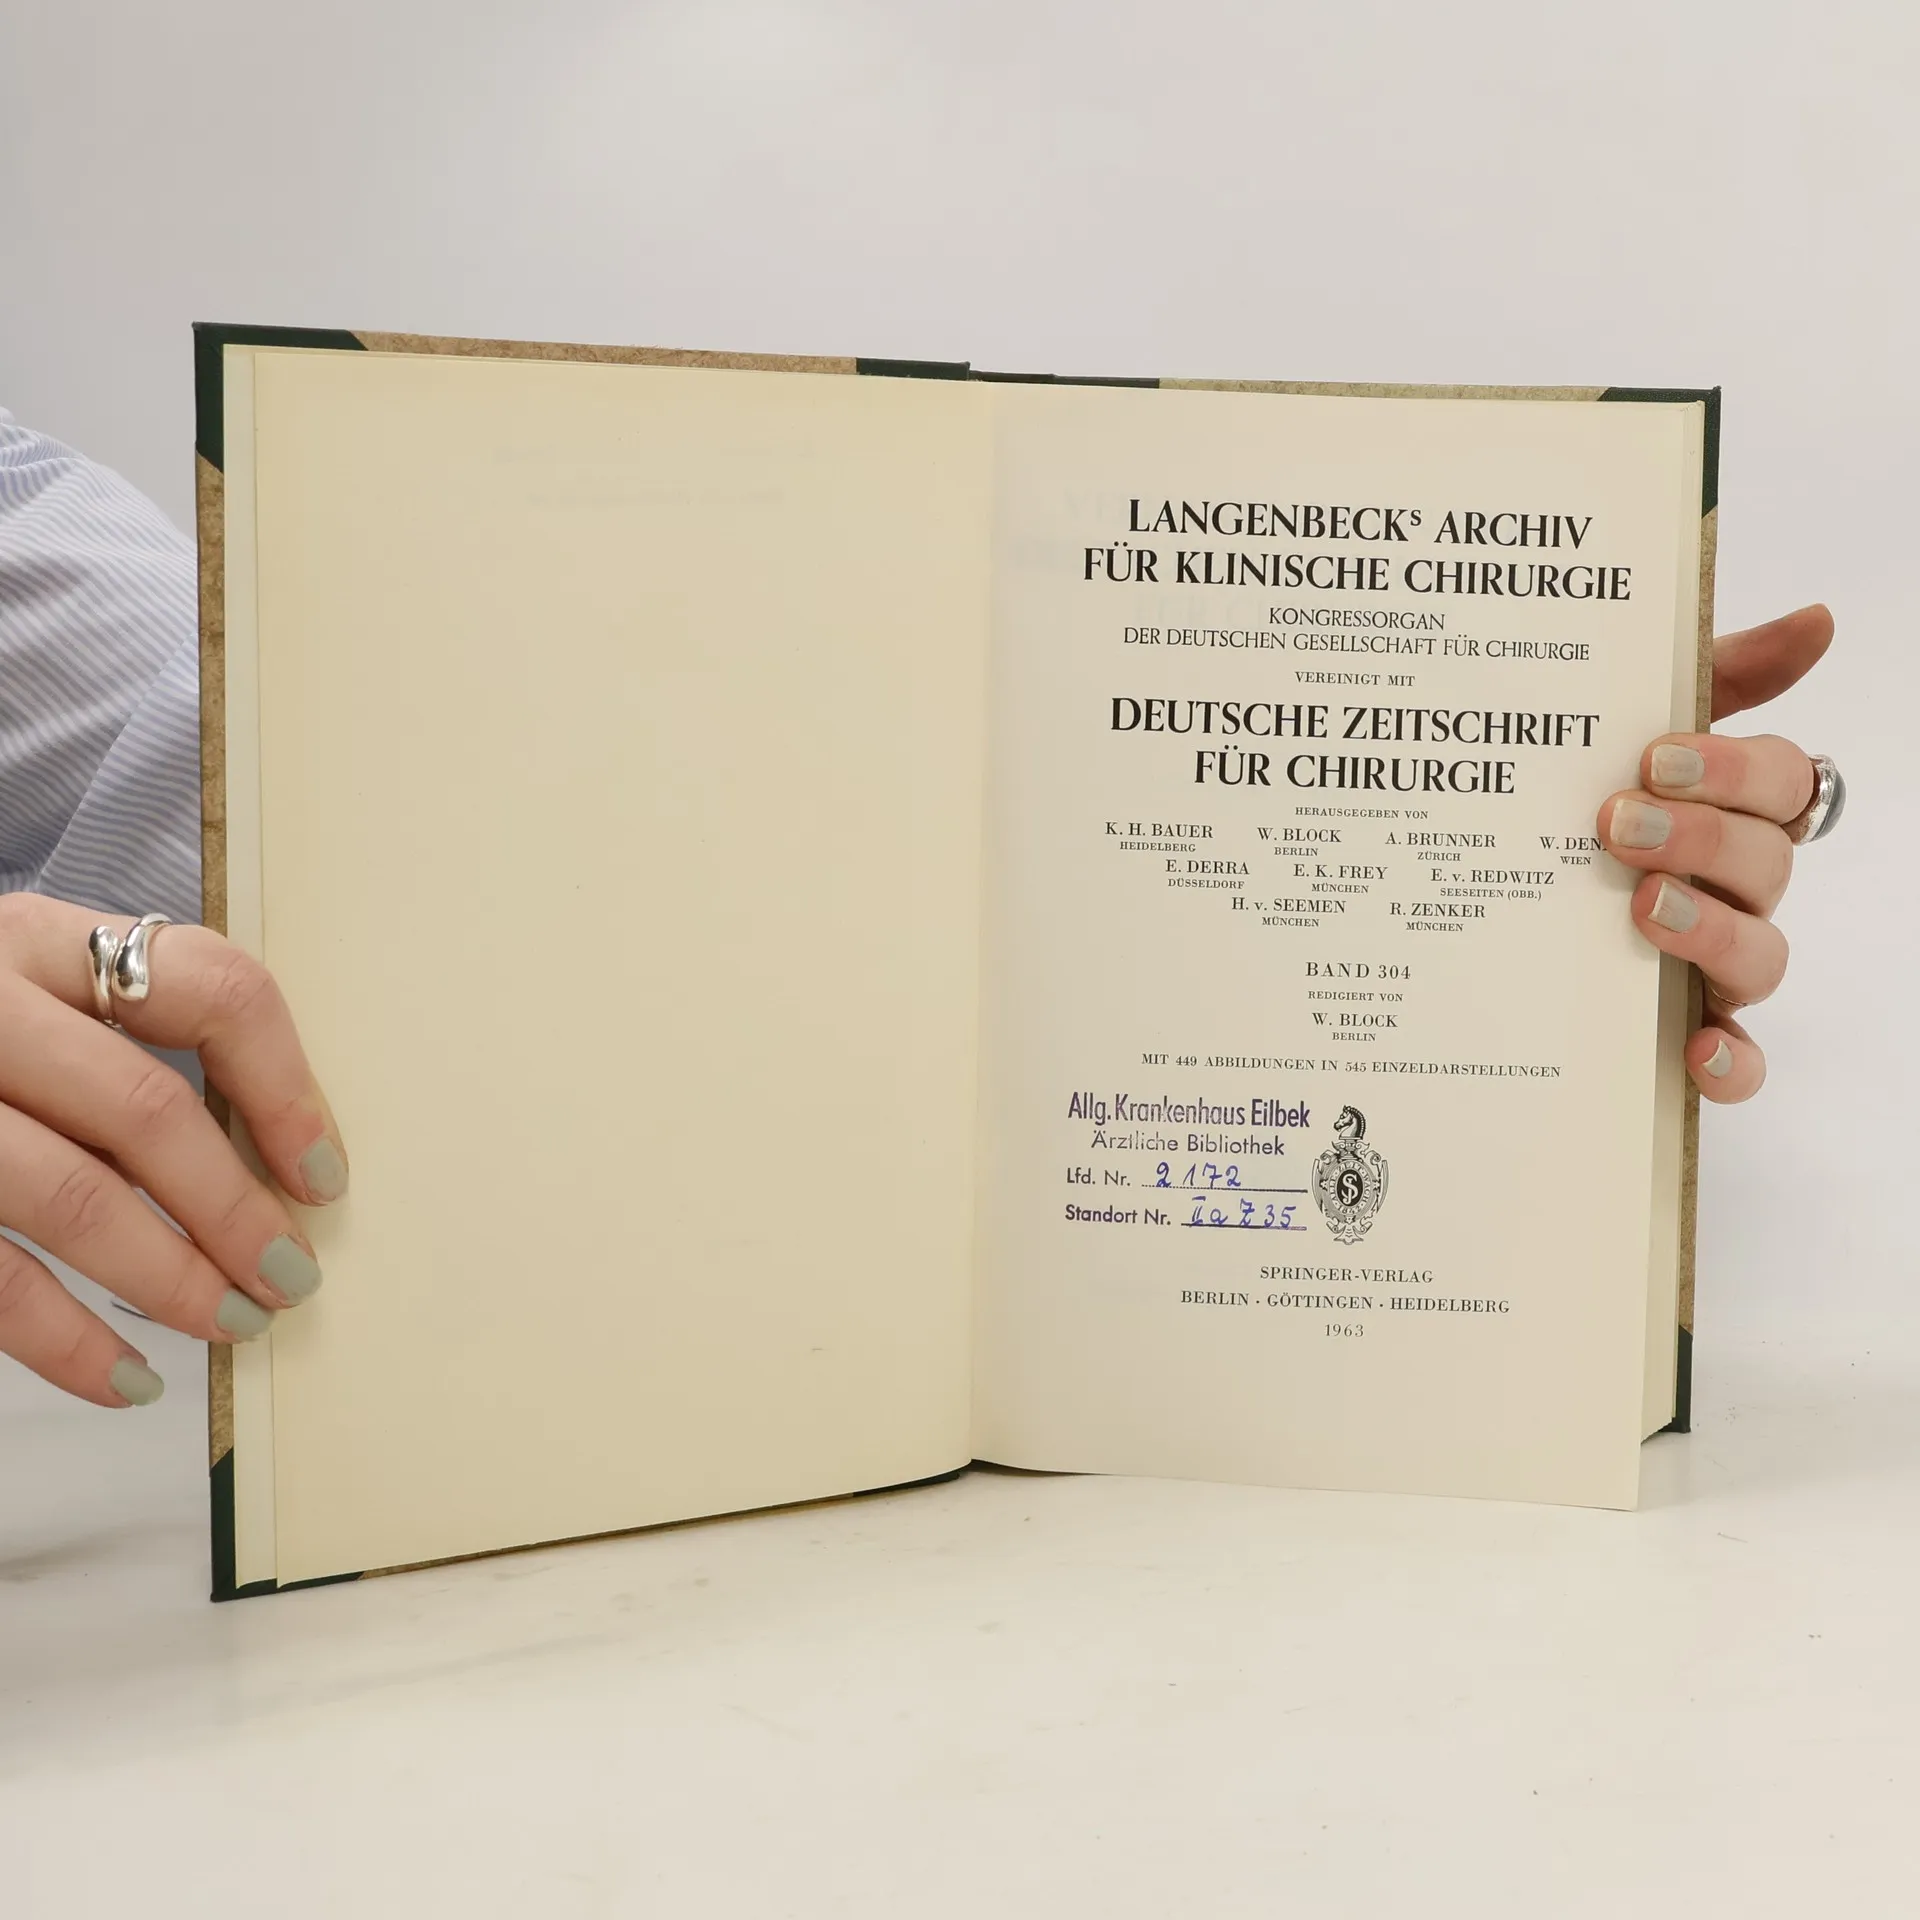 LANGENBECKs ARCHIV
FÜR KLINISCHE CHIRURGIE
KONGRESSORGAN
DER DEUTSCHEN GESELLSCHAFT FÜR CHIRURGIE
VEREINIGT MIT
DEUTSCHE ZEITSCHRIFT
FÜR CHIRURGIE
HERAUSGEGEBEN VON
K. H. BAUER W. BLOCK A. BRUNNER W. DEN
HEIDELBERG BERLIN ZÜRICH WIEN
E. DERRA E. K. FREY E. v. REDWITZ
DÜSSELDORF MÜNCHEN SEESEITEN (OBB.)
H. v. SEEMEN R. ZENKER
MÜNCHEN MÜNCHEN
BAND 304
REDIGIERT VON
W. BLOCK
BERLIN
MIT 449 ABBILDUNGEN IN 545 EINZELDARSTELLUNGEN
Allg. Krankenhaus Eilbek
Ärztliche Bibliothek
Lfd. Nr. 2172
Standort Nr. II a Z 35
SPRINGER-VERLAG
BERLIN · GÖTTINGEN · HEIDELBERG
1963